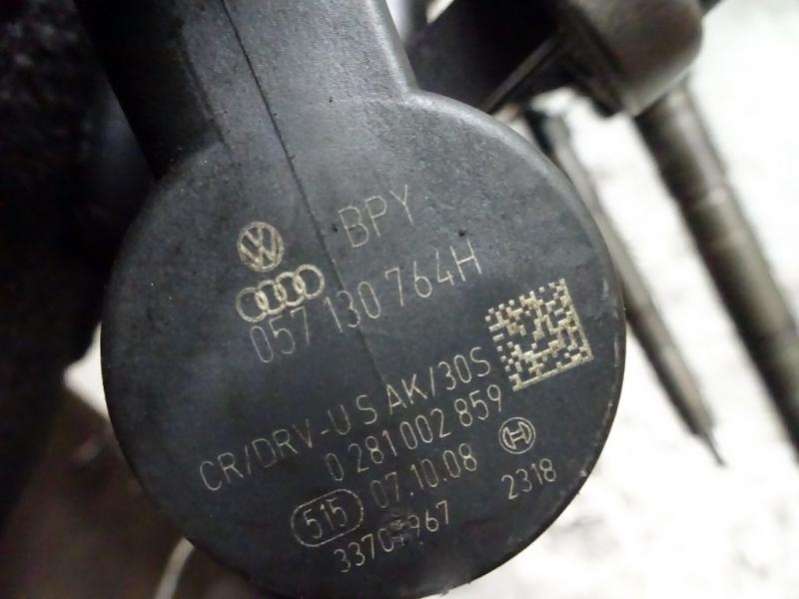 BPY
057 130 764H
CR/DRV-U S AK/30S
0 281 002 859
515 07.10.08
2318